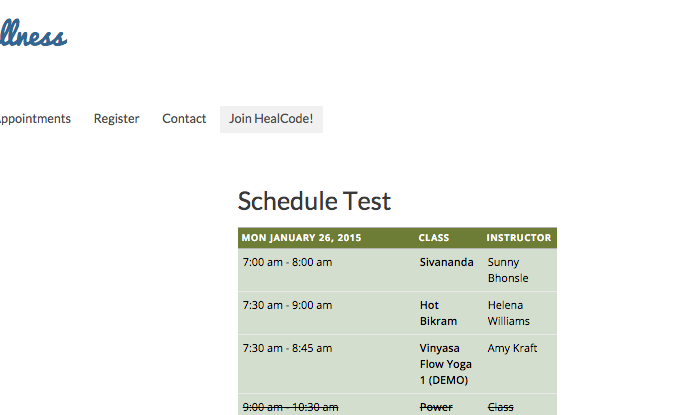 llness
ppointments Register Contact Join HealCode!
Schedule Test
MON JANUARY 26, 2015 CLASS INSTRUCTOR
7:00 am - 8:00 am Sivananda Sunny
Bhonsle
7:30 am - 9:00 am Hot Helena
Bikram Williams
7:30 am - 8:45 am Vinyasa Amy Kraft
Flow Yoga
1 (DEMO)
9:00 am - 10:30 am Power Class